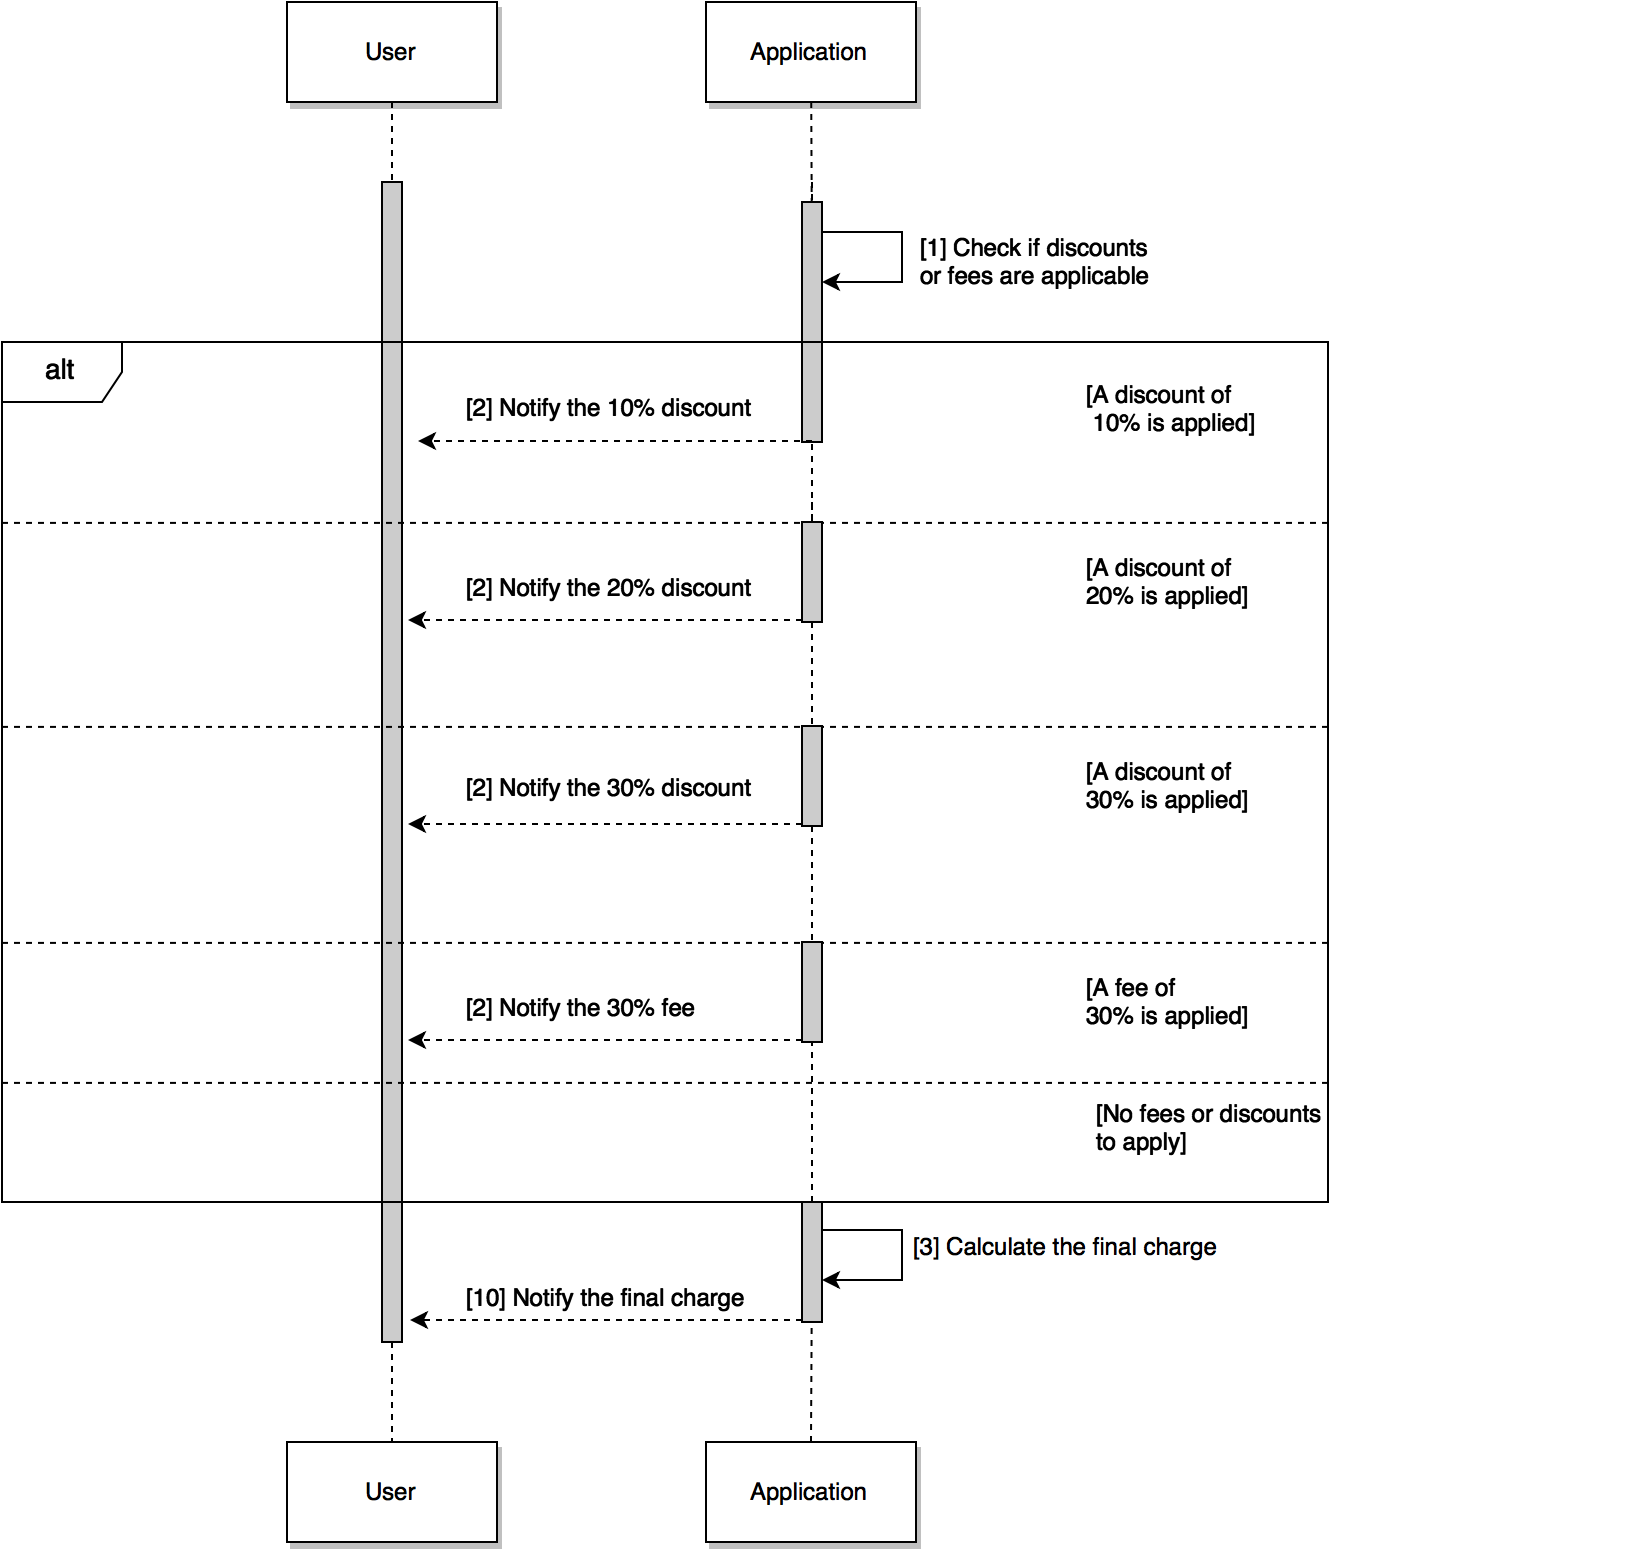 User
Application
[1] Check if discounts
or fees are applicable
alt
[2] Notify the 10% discount
[A discount of
10% is applied]
[2] Notify the 20% discount
[A discount of
20% is applied]
[2] Notify the 30% discount
[A discount of
30% is applied]
[2] Notify the 30% fee
[A fee of
30% is applied]
[No fees or discounts
to apply]
[3] Calculate the final charge
[10] Notify the final charge
User
Application